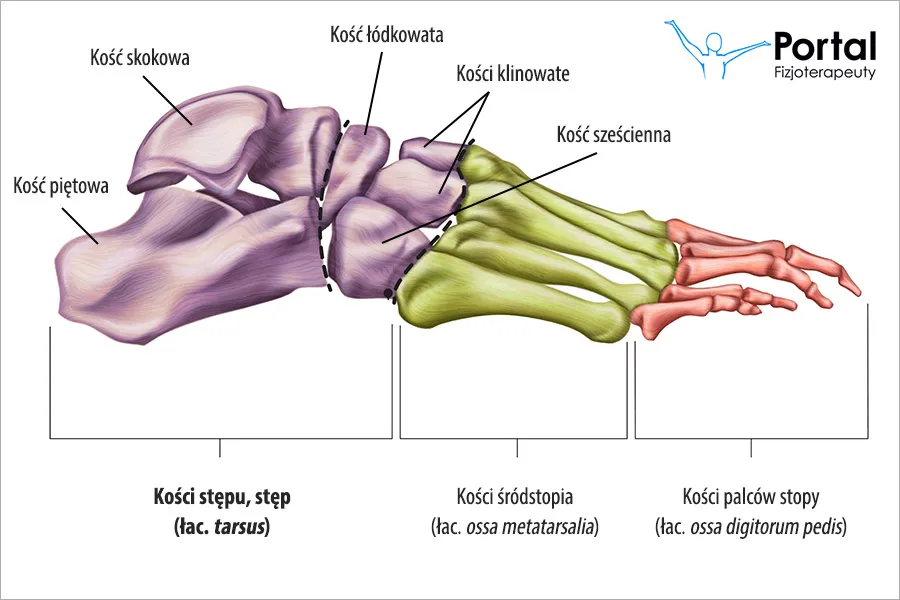 Kość łódkowata
Portal
Fizjoterapeuty
Kość skokowa
Kości klinowate
Kość sześcienna
Kość piętowa
Kości stępu, stęp
(łac. tarsus)
Kości śródstopia
(łac. ossa metatarsalia)
Kości palców stopy
(łac. ossa digitorum pedis)